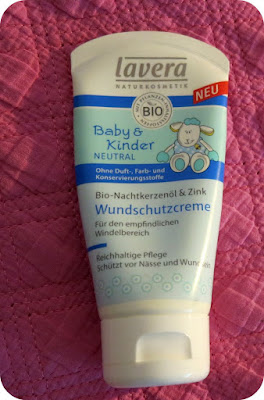 lavera
NATURKOSMETIK
NEU
BIO
Baby &
Kinder
NEUTRAL
Ohne Duft-, Farb- und
Konservierungsstoffe
Bio-Nachtkerzenöl & Zink
Wundschutzcreme
Für den empfindlichen
Windelbereich
Reichhaltige Pflege
Schützt vor Nässe und